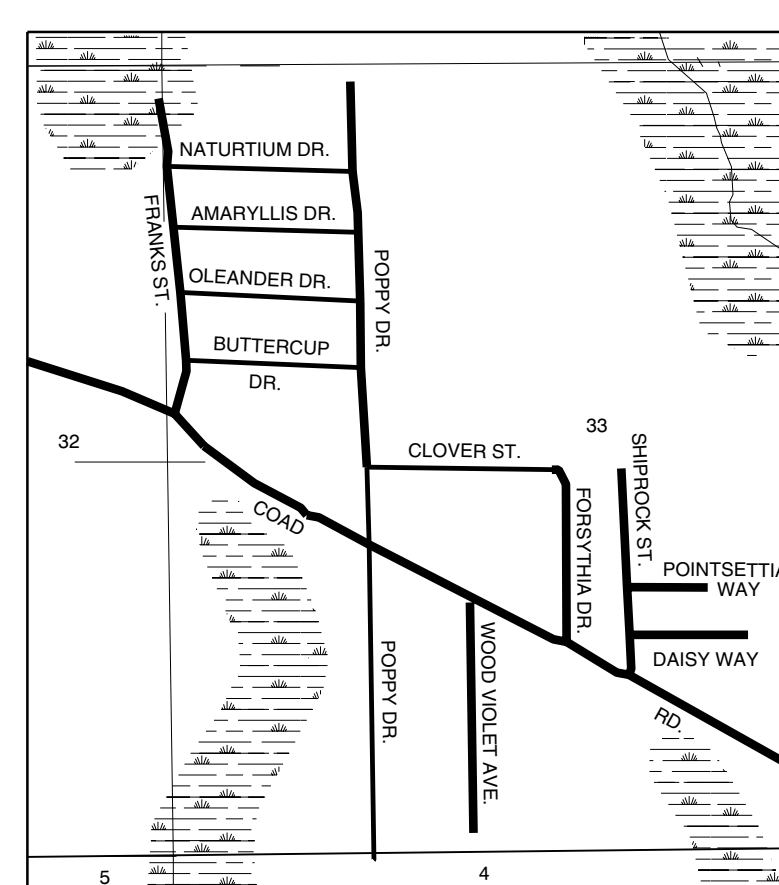 NATURTIUM DR.
FRANKS ST.
AMARYLLIS DR.
POPPY DR.
OLEANDER DR.
BUTTERCUP
DR.
32
33
CLOVER ST.
SHIPROCK ST.
COAD
FORSYTHIA DR.
POINTSETTIA
WAY
WOOD VIOLET AVE.
POPPY DR.
DAISY WAY
RD.
5
4